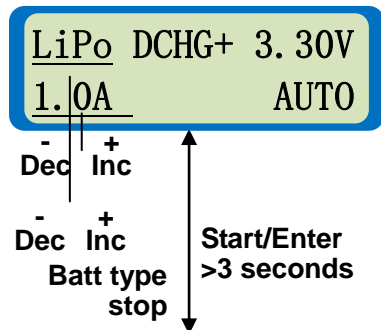 LiPo DCHG+ 3.30V
1.0A AUTO
- +
Dec Inc
- +
Dec Inc
Start/Enter
Batt type >3 seconds
stop